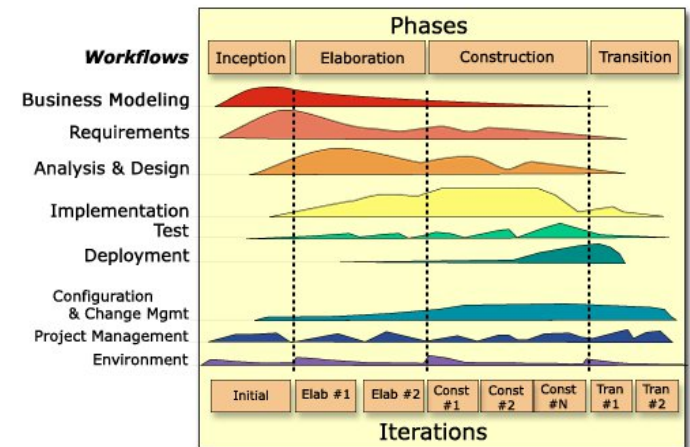 Phases
Workflows
Inception
Elaboration
Construction
Transition
Business Modeling
Requirements
Analysis & Design
Implementation
Test
Deployment
Configuration
& Change Mgmt
Project Management
Environment
Initial
Elab #1
Elab #2
Const
#1
Const
#2
Const
#N
Tran
#1
Tran
#2
Iterations